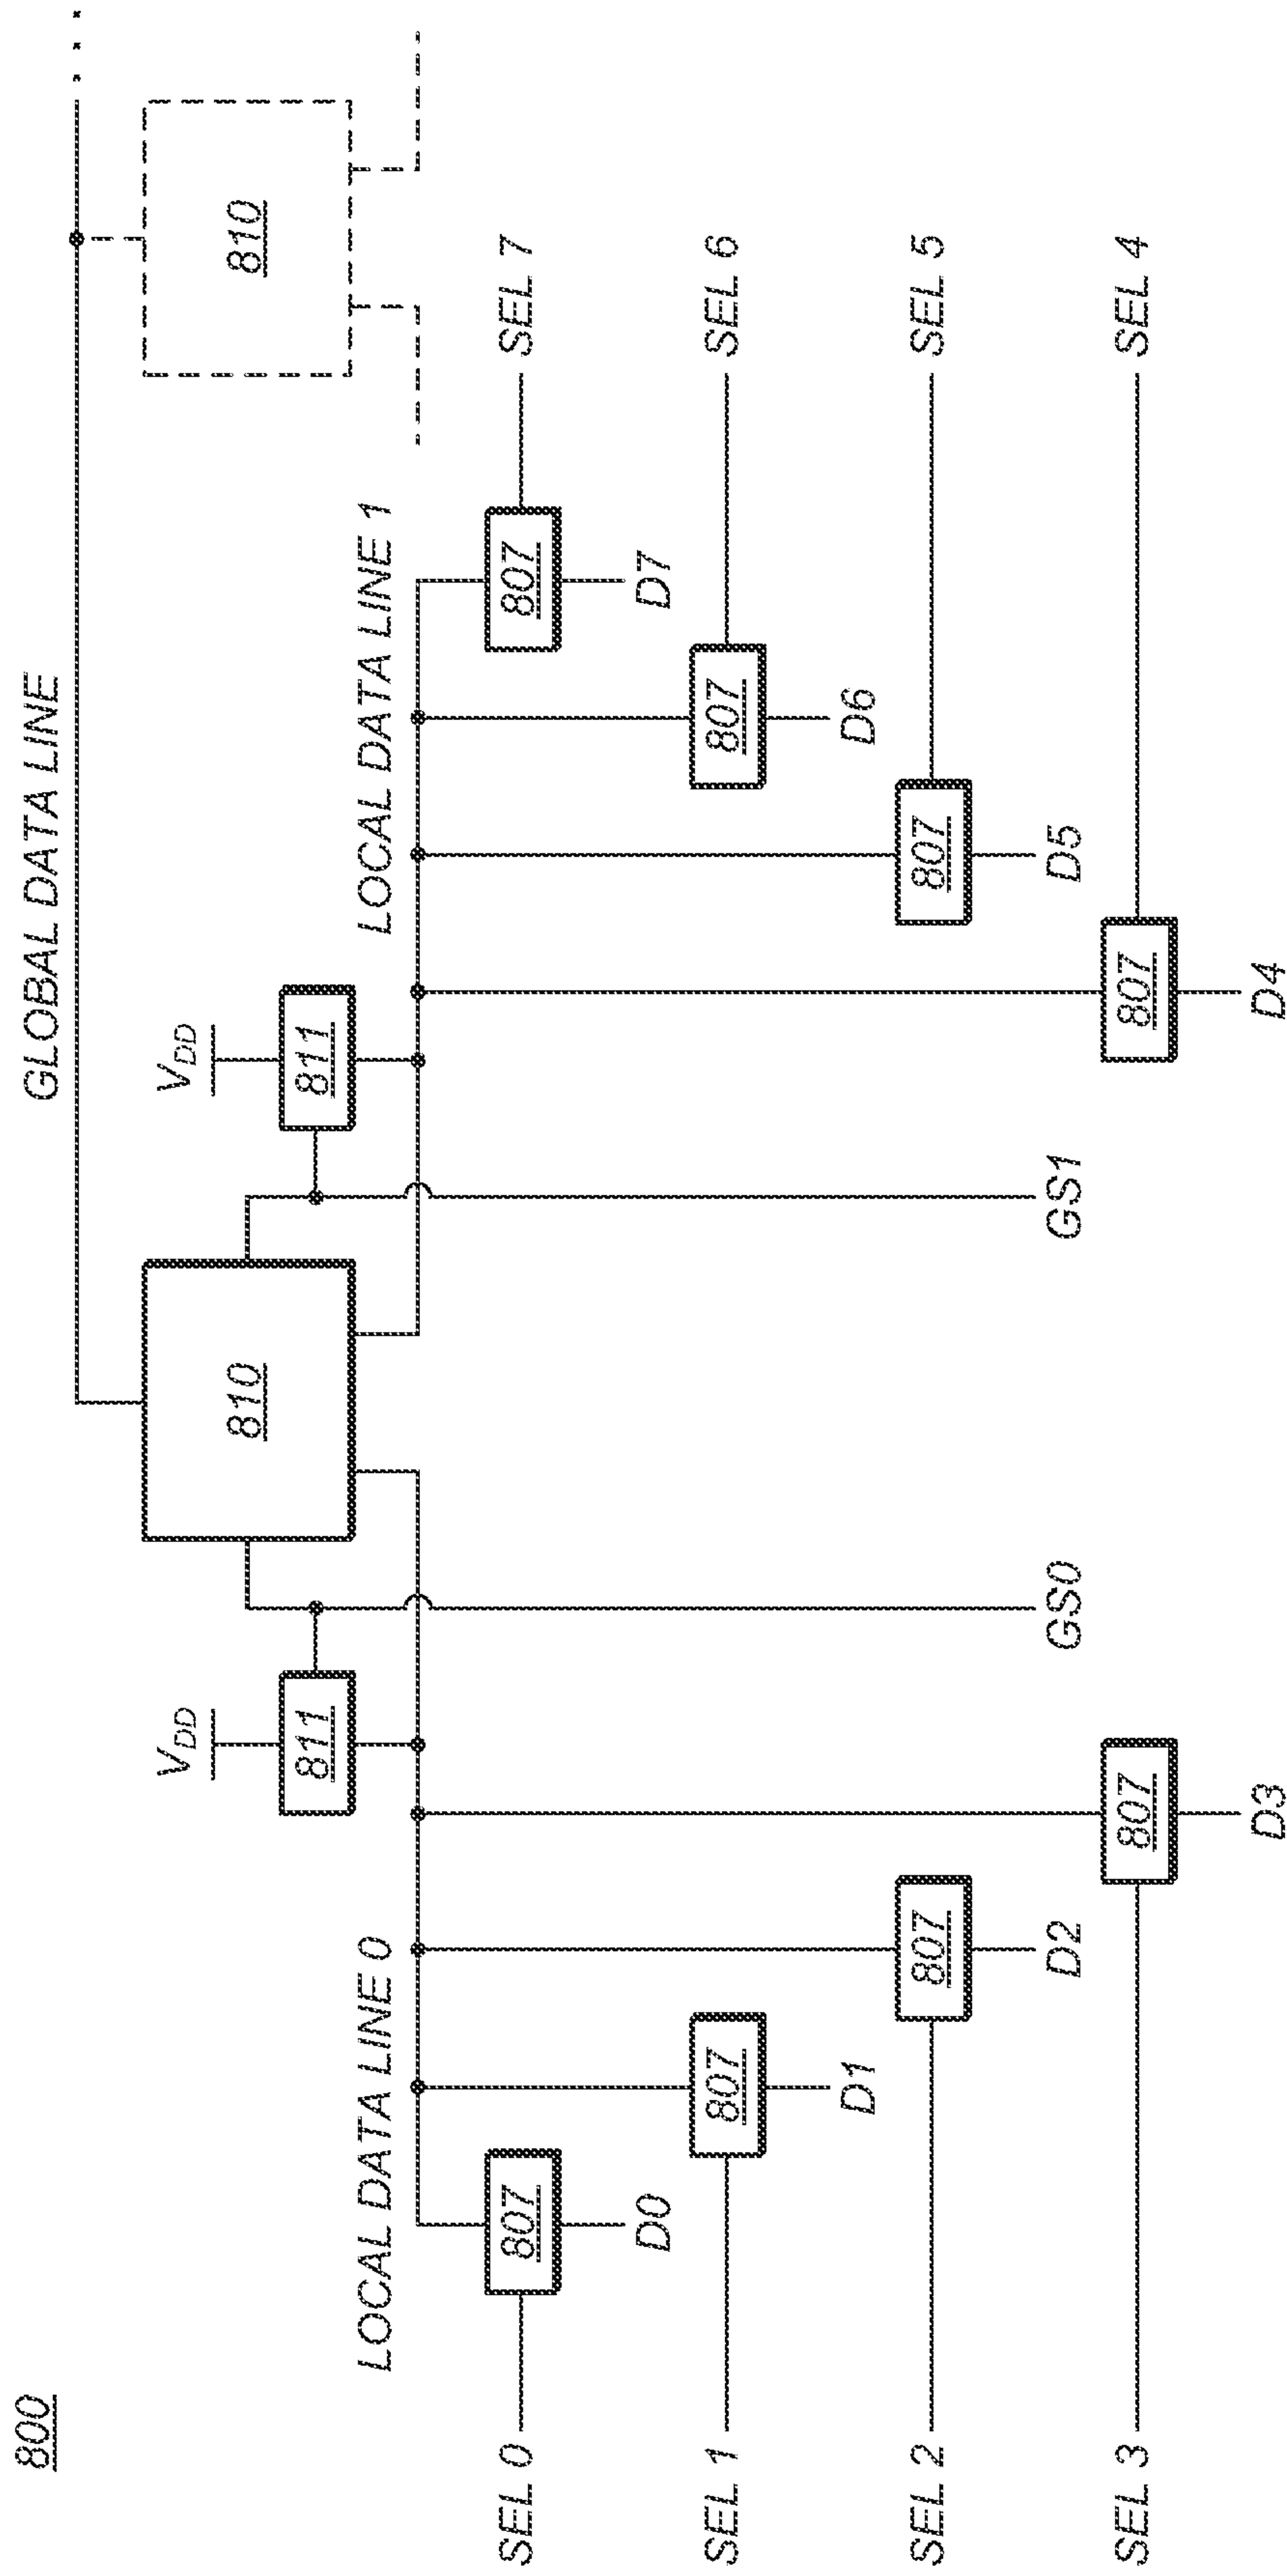 800
GLOBAL DATA LINE
810
810
VDD
VDD
811
811
LOCAL DATA LINE 0
LOCAL DATA LINE 1
SEL 0
807
807
SEL 7
D0
D7
SEL 1
807
807
SEL 6
D1
D6
SEL 2
807
807
SEL 5
D2
GS0
GS1
D5
SEL 3
807
807
SEL 4
D3
D4